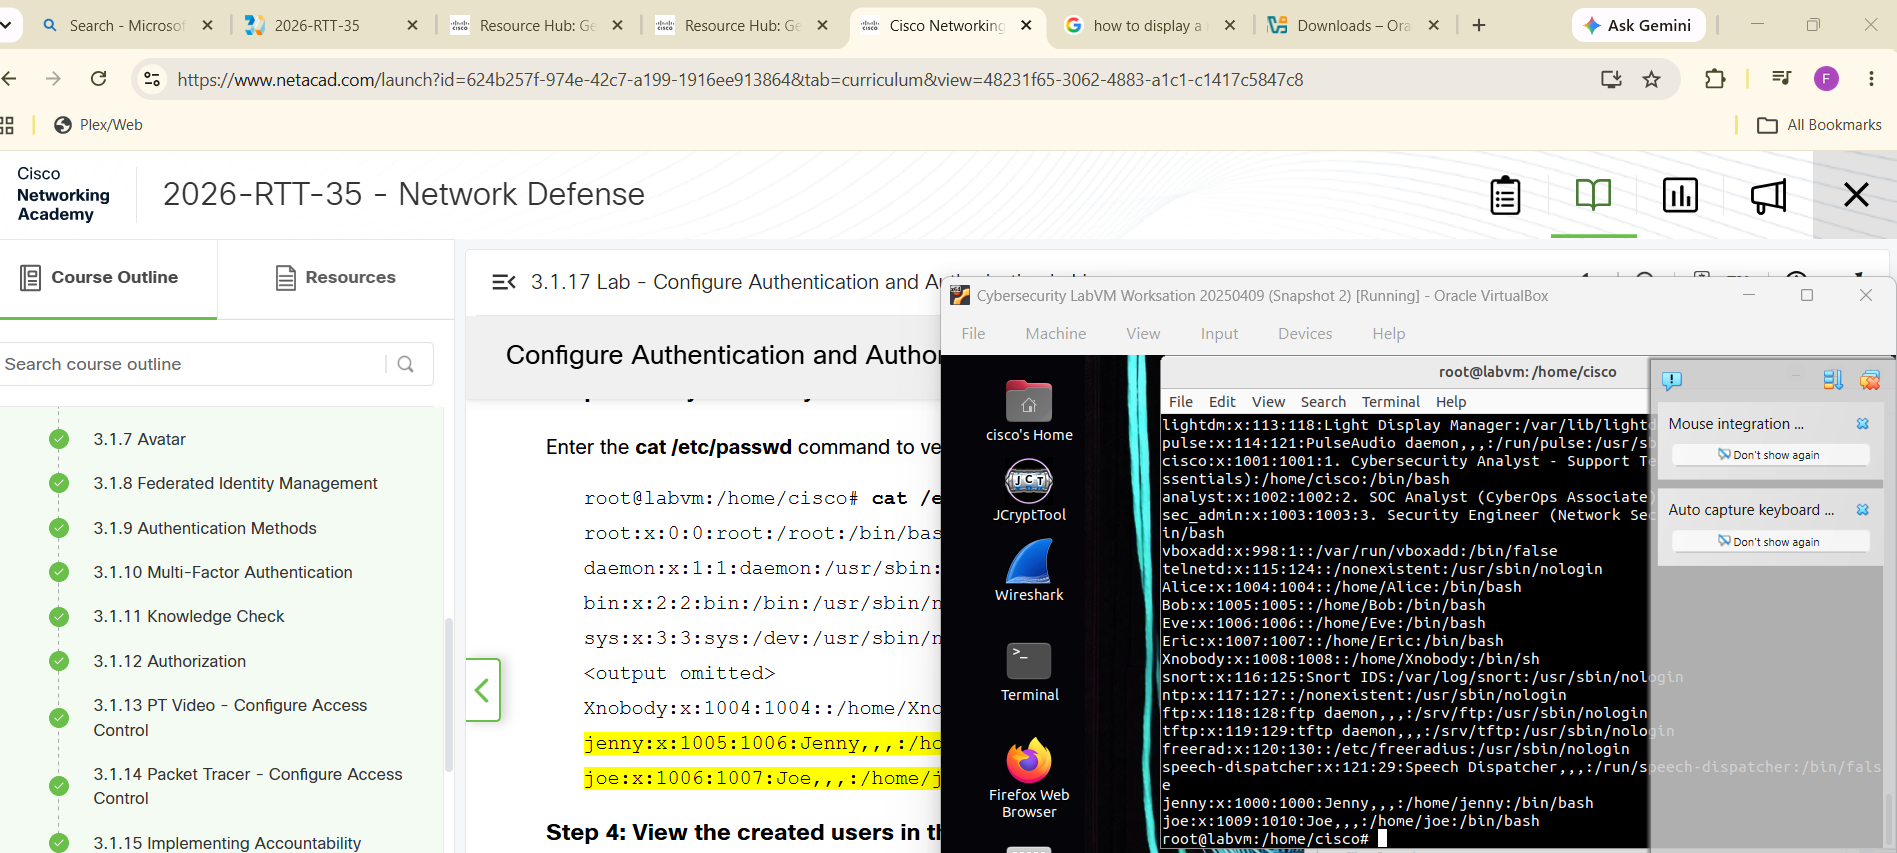 Search - Microsof
2026-RTT-35
Resource Hub: Ge
Resource Hub: Ge
Cisco Networking
how to display a
Downloads – Ora
Ask Gemini
https://www.netacad.com/launch?id=624b257f-974e-42c7-a199-1916ee913864&tab=curriculum&view=48231f65-3062-4883-a1c1-c1417c5847c8
F
Plex/Web
All Bookmarks
Cisco
Networking
Academy
2026-RTT-35 - Network Defense
Course Outline
Resources
Search course outline
3.1.7 Avatar
3.1.8 Federated Identity Management
3.1.9 Authentication Methods
3.1.10 Multi-Factor Authentication
3.1.11 Knowledge Check
3.1.12 Authorization
3.1.13 PT Video - Configure Access
Control
3.1.14 Packet Tracer - Configure Access
Control
3.1.15 Implementing Accountability
3.1.17 Lab - Configure Authentication and A
Configure Authentication and Author
Enter the cat /etc/passwd command to ve
root@labvm:/home/cisco# cat /e
root:x:0:0:root:/root:/bin/bas
daemon:x:1:1:daemon:/usr/sbin:
bin:x:2:2:bin:/bin:/usr/sbin/n
sys:x:3:3:sys:/dev:/usr/sbin/n
<output omitted>
Xnobody:x:1004:1004::/home/Xno
jenny:x:1005:1006:Jenny,,,:/ho
joe:x:1006:1007:Joe,,,:/home/j
Step 4: View the created users in th
Cybersecurity LabVM Worksation 20250409 (Snapshot 2) [Running] - Oracle VirtualBox
File Machine View Input Devices Help
cisco's Home
JCT
JCryptTool
Wireshark
>_
Terminal
Firefox Web
Browser
root@labvm: /home/cisco
File Edit View Search Terminal Help
lightdm:x:113:118:Light Display Manager:/var/lib/lightd
pulse:x:114:121:PulseAudio daemon,,,:/run/pulse:/usr/sb
cisco:x:1001:1001:1. Cybersecurity Analyst - Support Te
ssentials):/home/cisco:/bin/bash
analyst:x:1002:1002:2. SOC Analyst (CyberOps Associate)
sec_admin:x:1003:1003:3. Security Engineer (Network Sec
in/bash
vboxadd:x:998:1::/var/run/vboxadd:/bin/false
telnetd:x:115:124::/nonexistent:/usr/sbin/nologin
Alice:x:1004:1004::/home/Alice:/bin/bash
Bob:x:1005:1005::/home/Bob:/bin/bash
Eve:x:1006:1006::/home/Eve:/bin/bash
Eric:x:1007:1007::/home/Eric:/bin/bash
Xnobody:x:1008:1008::/home/Xnobody:/bin/sh
snort:x:116:125:Snort IDS:/var/log/snort:/usr/sbin/nologin
ntp:x:117:127::/nonexistent:/usr/sbin/nologin
ftp:x:118:128:ftp daemon,,,:/srv/ftp:/usr/sbin/nologin
tftp:x:119:129:tftp daemon,,,:/srv/tftp:/usr/sbin/nologin
freerad:x:120:130::/etc/freeradius:/usr/sbin/nologin
speech-dispatcher:x:121:29:Speech Dispatcher,,,:/run/speech-dispatcher:/bin/fals
e
jenny:x:1000:1000:Jenny,,,:/home/jenny:/bin/bash
joe:x:1009:1010:Joe,,,:/home/joe:/bin/bash
root@labvm:/home/cisco#
Mouse integration ...
Don't show again
Auto capture keyboard ...
Don't show again